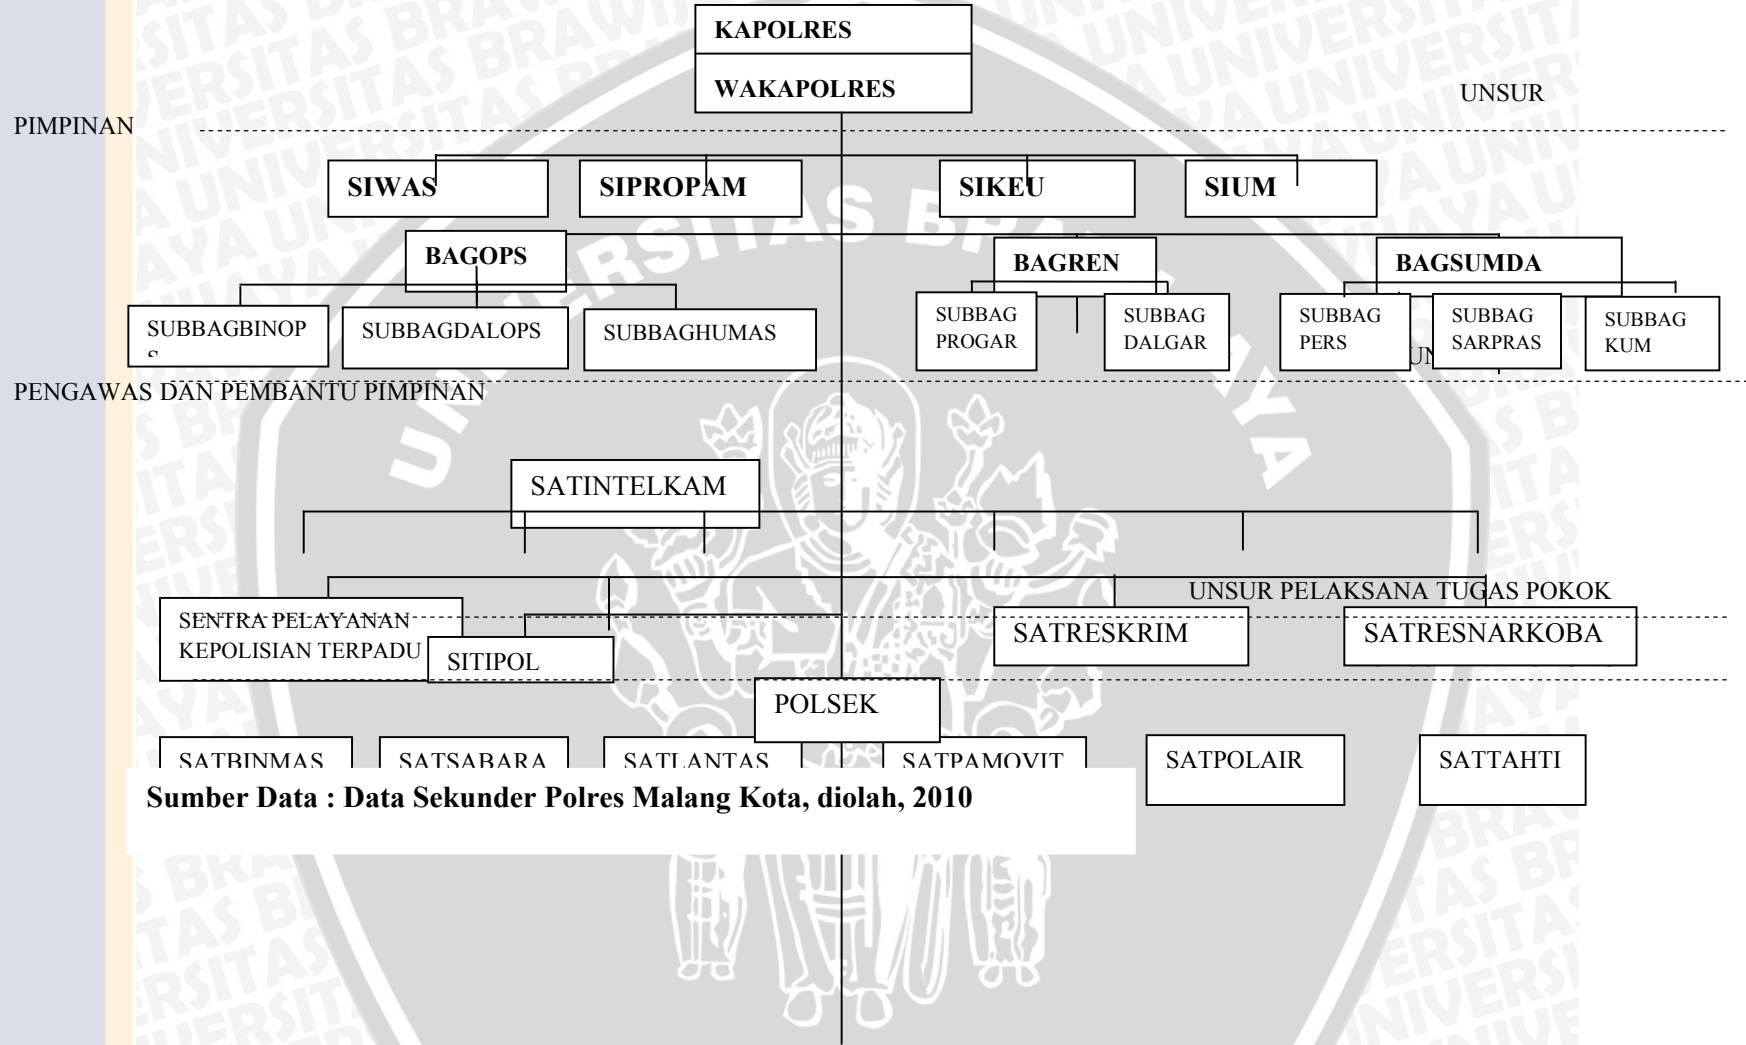 KAPOLRES
WAKAPOLRES
UNSUR
PIMPINAN
SIWAS
SIPROPAM
SIKEU
SIUM
BAGOPS
BAGREN
BAGSUMDA
SUBBAGBINOP
SUBBAGDALOPS
SUBBAGHUMAS
SUBBAG
PROGAR
SUBBAG
DALGAR
SUBBAG
PERS
SUBBAG
SARPRAS
SUBBAG
KUM
PENGAWAS DAN PEMBANTU PIMPINAN
SATINTELKAM
UNSUR PELAKSANA TUGAS POKOK
SENTRA PELAYANAN
KEPOLISIAN TERPADU
SITIPOL
SATRESKRIM
SATRESNARKOBA
POLSEK
SATBINMAS
SATSABARA
SATLANTAS
SATPAMOVIT
SATPOLAIR
SATTAHTI
Sumber Data : Data Sekunder Polres Malang Kota, diolah, 2010
UNIVERSITAS BRAWIJAYA